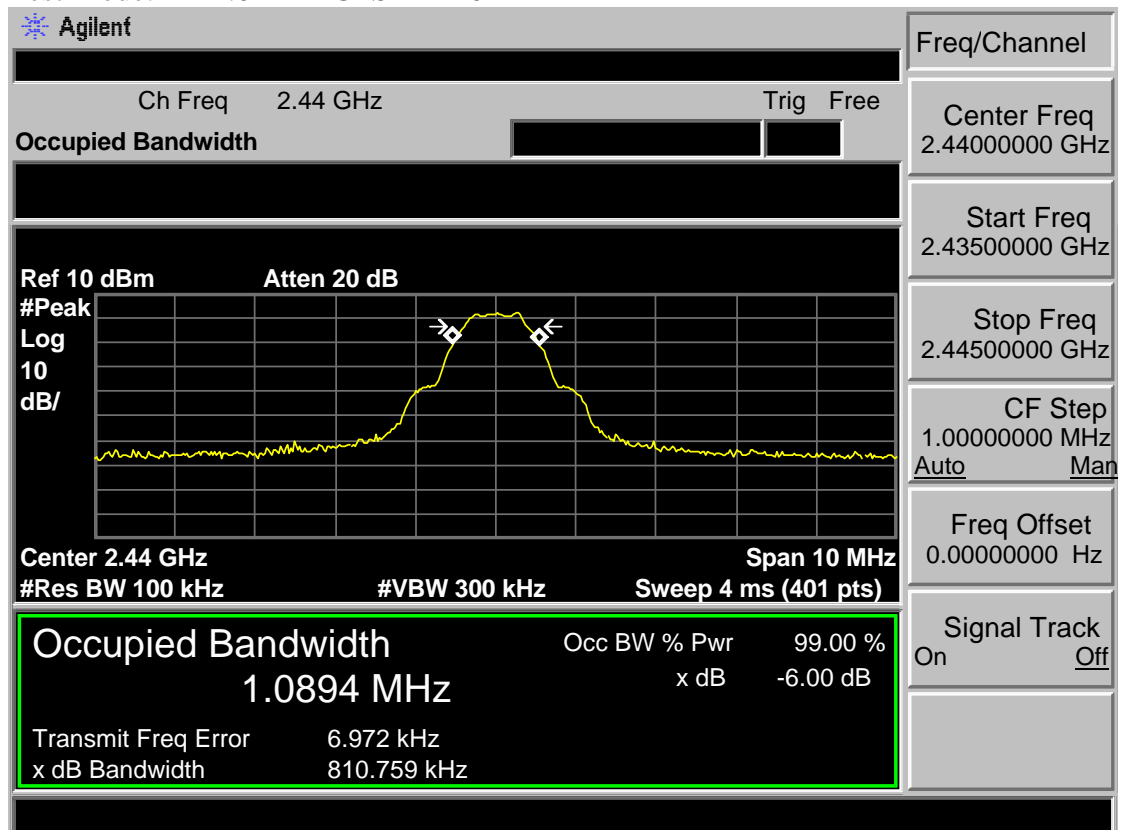 Agilent
Freq/Channel
Ch Freq 2.44 GHz Trig Free
Occupied Bandwidth
Center Freq
2.44000000 GHz
Start Freq
2.43500000 GHz
Stop Freq
2.44500000 GHz
CF Step
1.00000000 MHz
Auto Man
Freq Offset
0.00000000 Hz
Signal Track
On Off
Ref 10 dBm Atten 20 dB
#Peak
Log
10
dB/
Center 2.44 GHz Span 10 MHz
#Res BW 100 kHz #VBW 300 kHz Sweep 4 ms (401 pts)
Occupied Bandwidth Occ BW % Pwr 99.00 %
1.0894 MHz x dB -6.00 dB
Transmit Freq Error 6.972 kHz
x dB Bandwidth 810.759 kHz